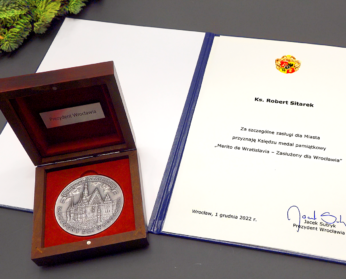 Ks. Robert Sitarek
Za szczególne zasługi dla Miasta
przyznaję Księdzu medal pamiątkowy
„Merito de Wratislavia – Zasłużony dla Wrocławia”
Wrocław, 1 grudnia 2022 r.
Jacek Sutryk
Prezydent Wrocławia